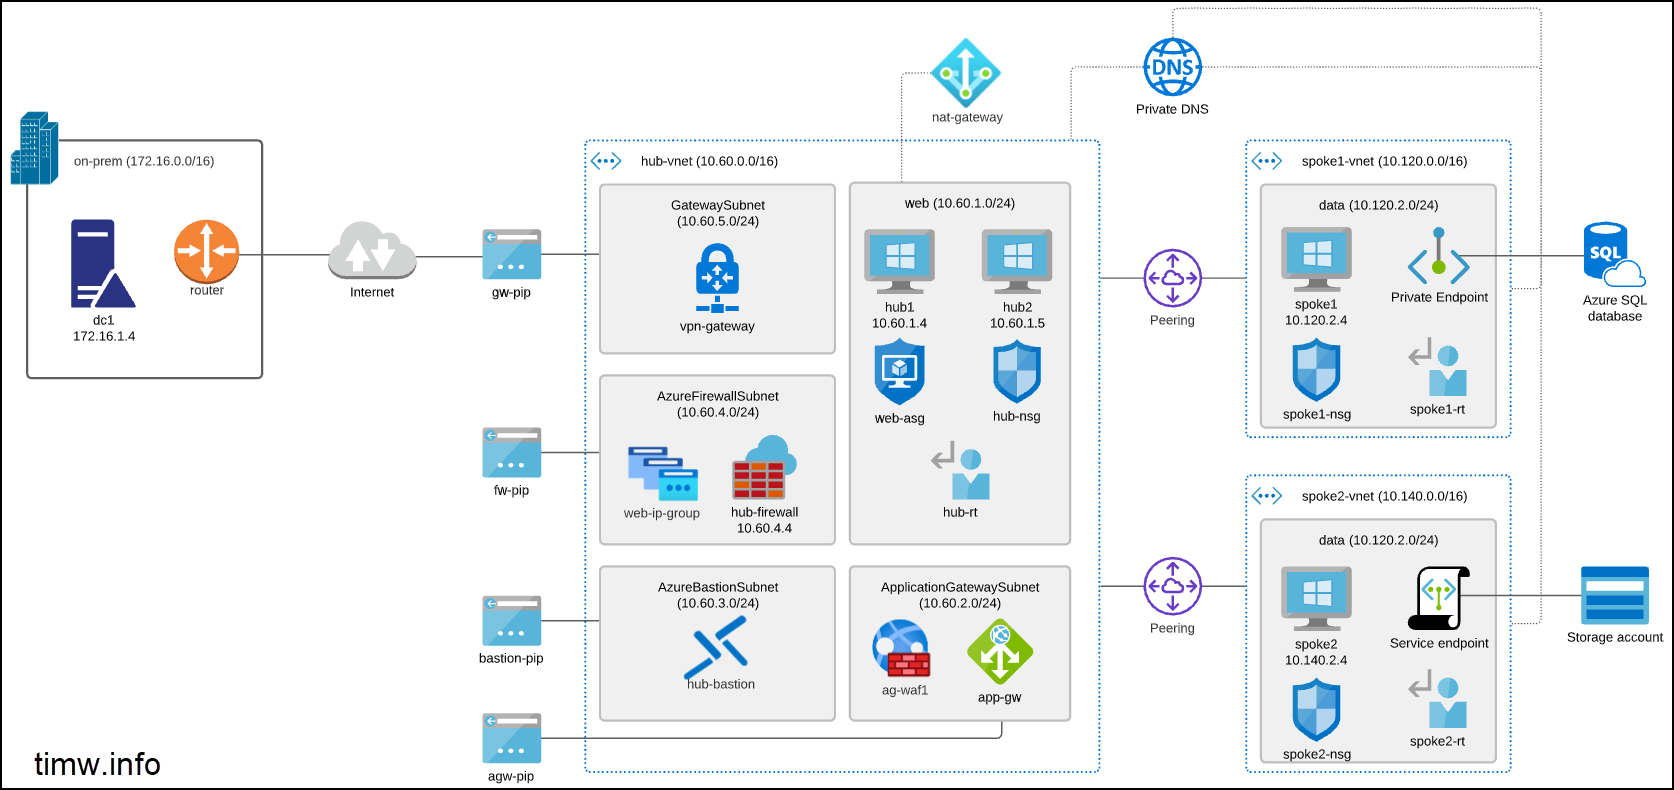 nat-gateway
DNS
Private DNS
on-prem (172.16.0.0/16)
dc1
172.16.1.4
router
Internet
gw-pip
fw-pip
bastion-pip
agw-pip
hub-vnet (10.60.0.0/16)
GatewaySubnet
(10.60.5.0/24)
vpn-gateway
AzureFirewallSubnet
(10.60.4.0/24)
web-ip-group
hub-firewall
10.60.4.4
AzureBastionSubnet
(10.60.3.0/24)
hub-bastion
web (10.60.1.0/24)
hub1
10.60.1.4
hub2
10.60.1.5
web-asg
hub-nsg
hub-rt
ApplicationGatewaySubnet
(10.60.2.0/24)
ag-waf1
app-gw
Peering
Peering
spoke1-vnet (10.120.0.0/16)
data (10.120.2.0/24)
spoke1
10.120.2.4
Private Endpoint
spoke1-nsg
spoke1-rt
SQL
Azure SQL
database
spoke2-vnet (10.140.0.0/16)
data (10.120.2.0/24)
spoke2
10.140.2.4
Service endpoint
spoke2-nsg
spoke2-rt
Storage account
timw.info